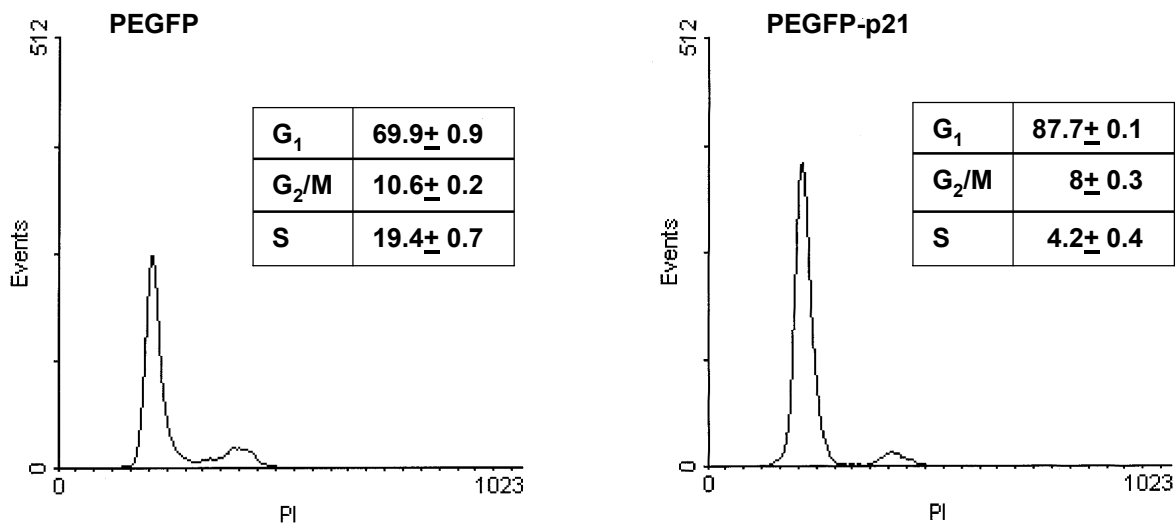 PEGFP
512
G₁ 69.9± 0.9
G₂/M 10.6± 0.2
S 19.4± 0.7
Events
0
0 1023
PI
PEGFP-p21
512
G₁ 87.7± 0.1
G₂/M 8± 0.3
S 4.2± 0.4
Events
0
0 1023
PI